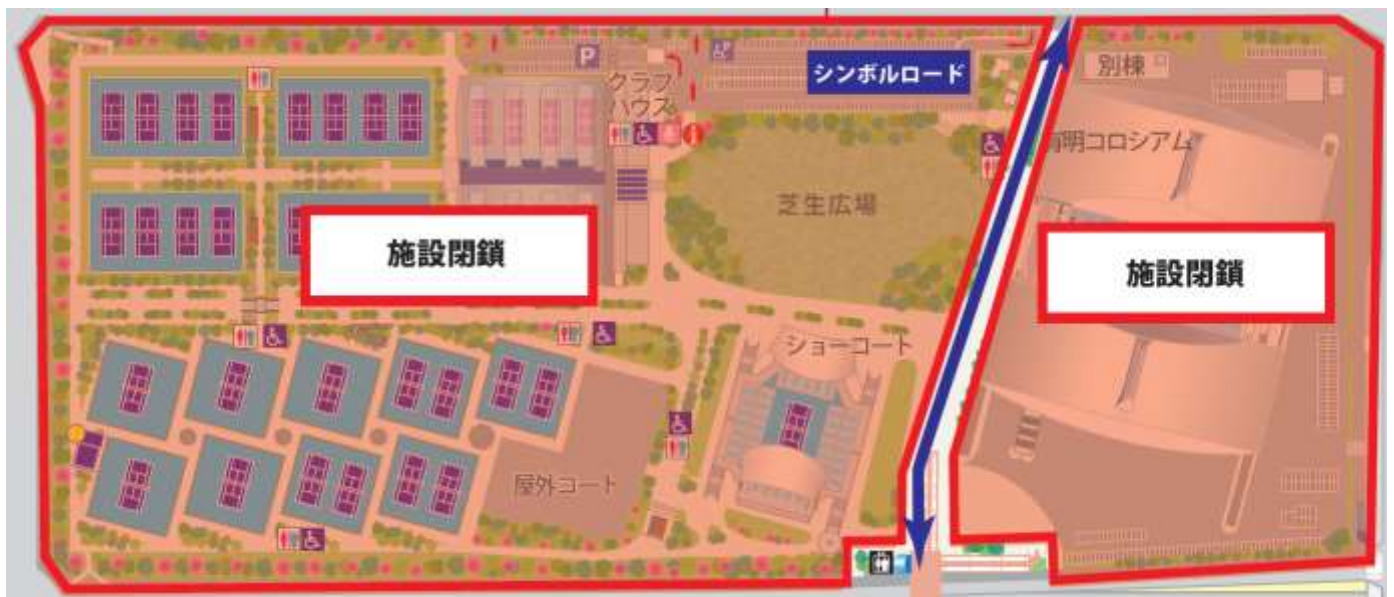 P
P
シンボルロード
別棟
クラブ
ハウス
有明コロシアム
芝生広場
施設閉鎖
施設閉鎖
ショーコート
屋外コート